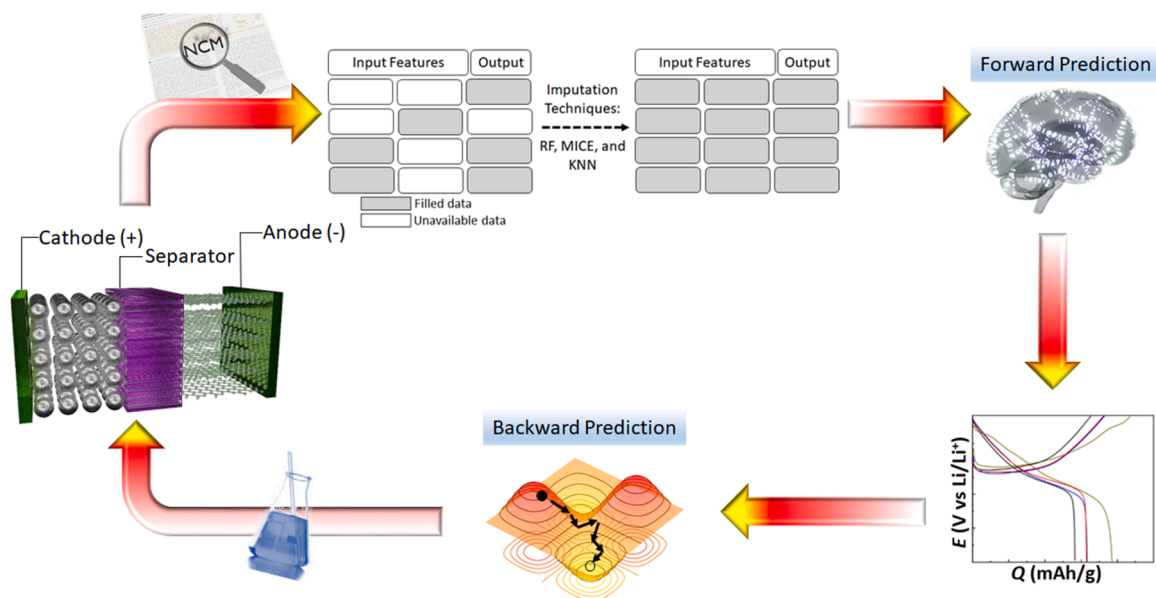 NCM
Input Features
Output
Imputation
Techniques:
RF, MICE, and
KNN
Filled data
Unavailable data
Input Features
Output
Forward Prediction
Cathode (+)
Separator
Anode (-)
Backward Prediction
E (V vs Li/Li⁺)
Q (mAh/g)